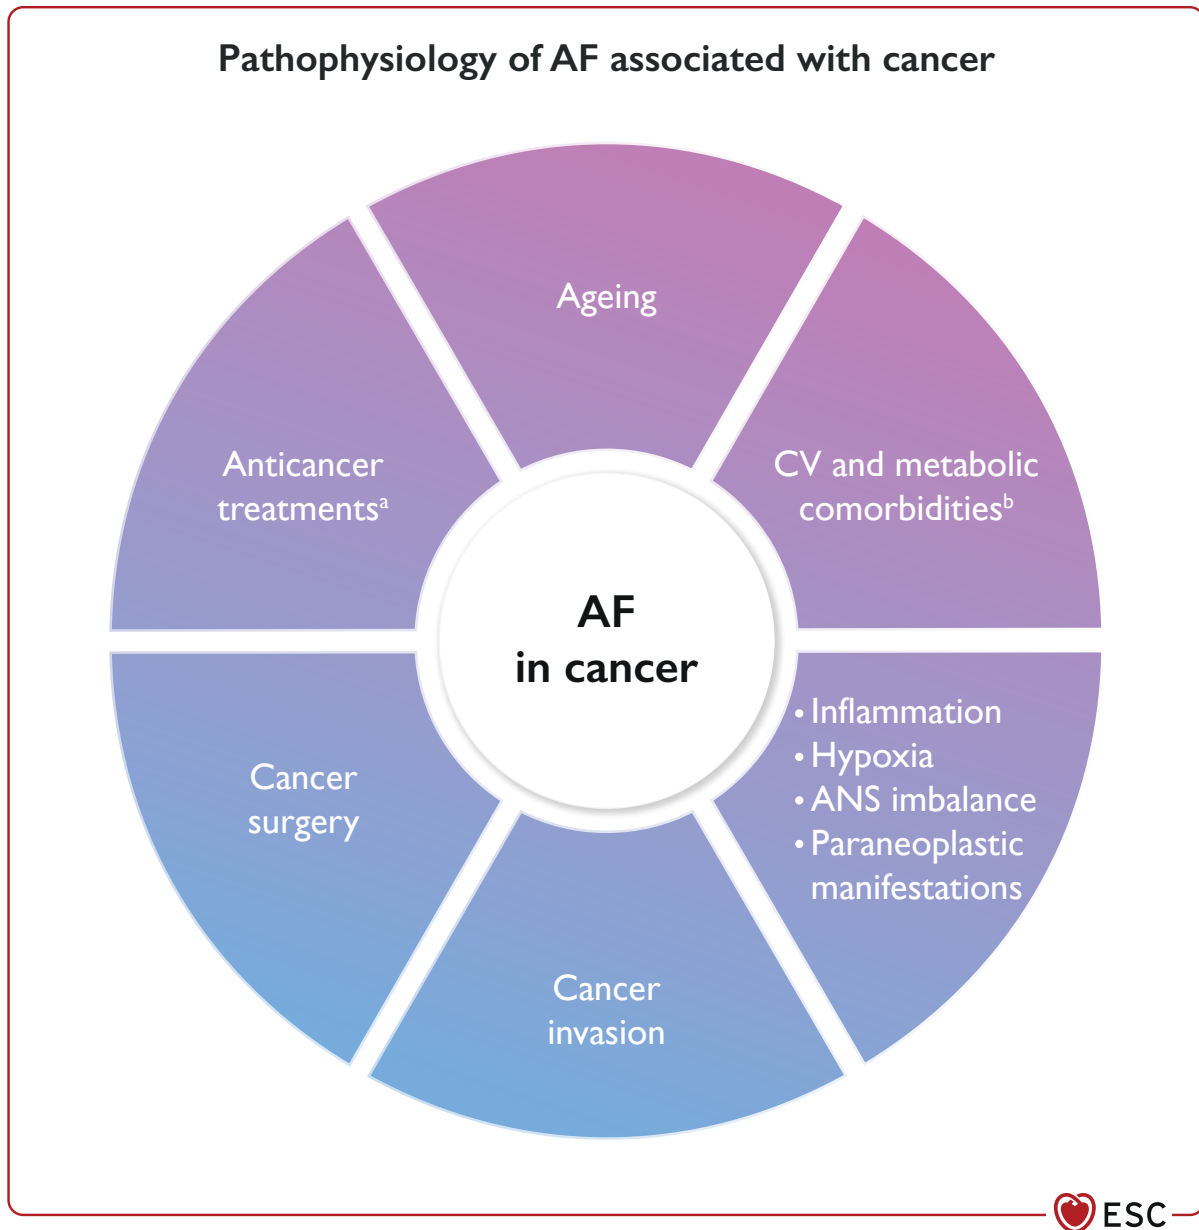 Pathophysiology of AF associated with cancer
Ageing
CV and metabolic
comorbiditiesᵇ
• Inflammation
• Hypoxia
• ANS imbalance
• Paraneoplastic
manifestations
Cancer
invasion
Cancer
surgery
Anticancer
treatmentsᵃ
AF
in cancer
ESC